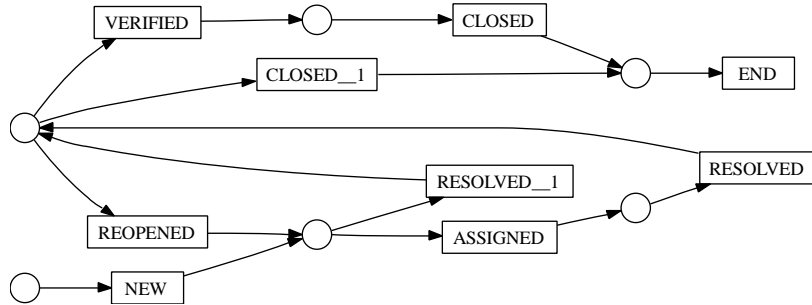 VERIFIED
CLOSED
CLOSED__1
END
RESOLVED
RESOLVED__1
REOPENED
ASSIGNED
NEW